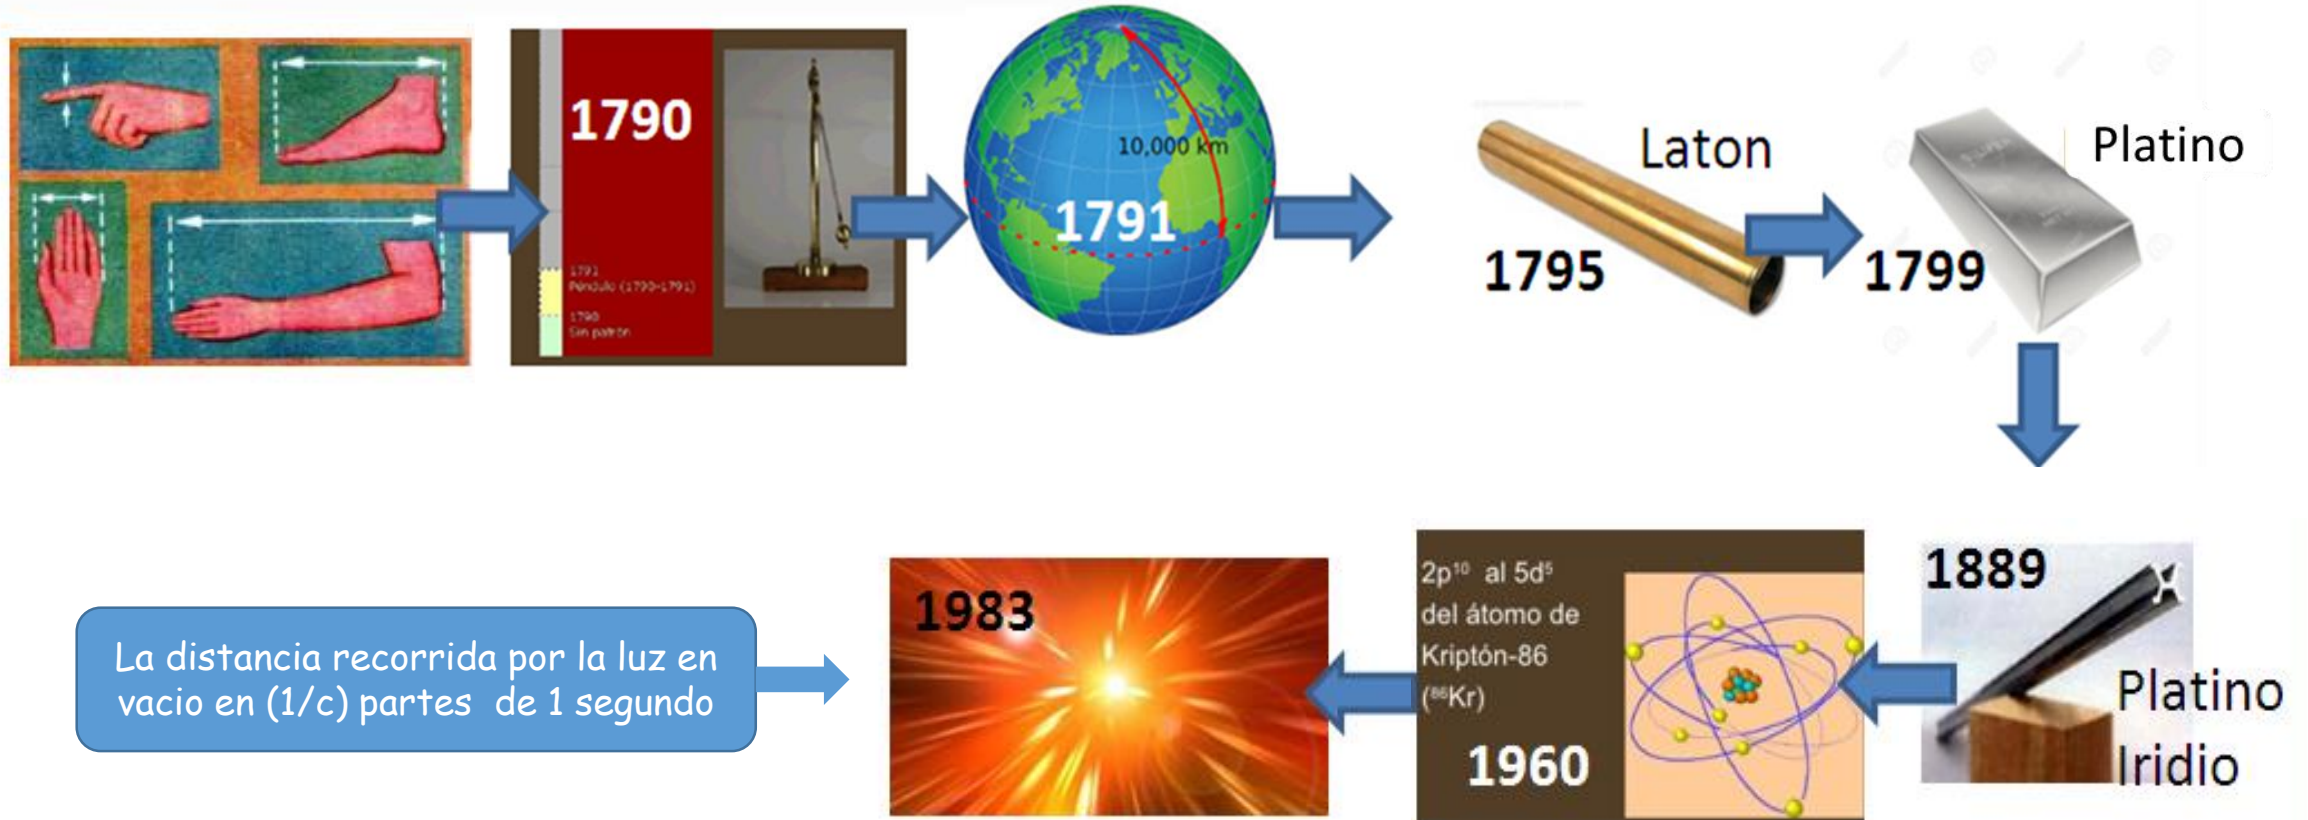 1790
1791
Péndulo (1790-1791)
1790
Sin patrón
10,000 km
1791
Laton
1795
Platino
1799
1889
Platino
Iridio
2p¹⁰ al 5d⁵
del átomo de
Kriptón-86
(⁸⁶Kr)
1960
1983
La distancia recorrida por la luz en
vacio en (1/c) partes de 1 segundo